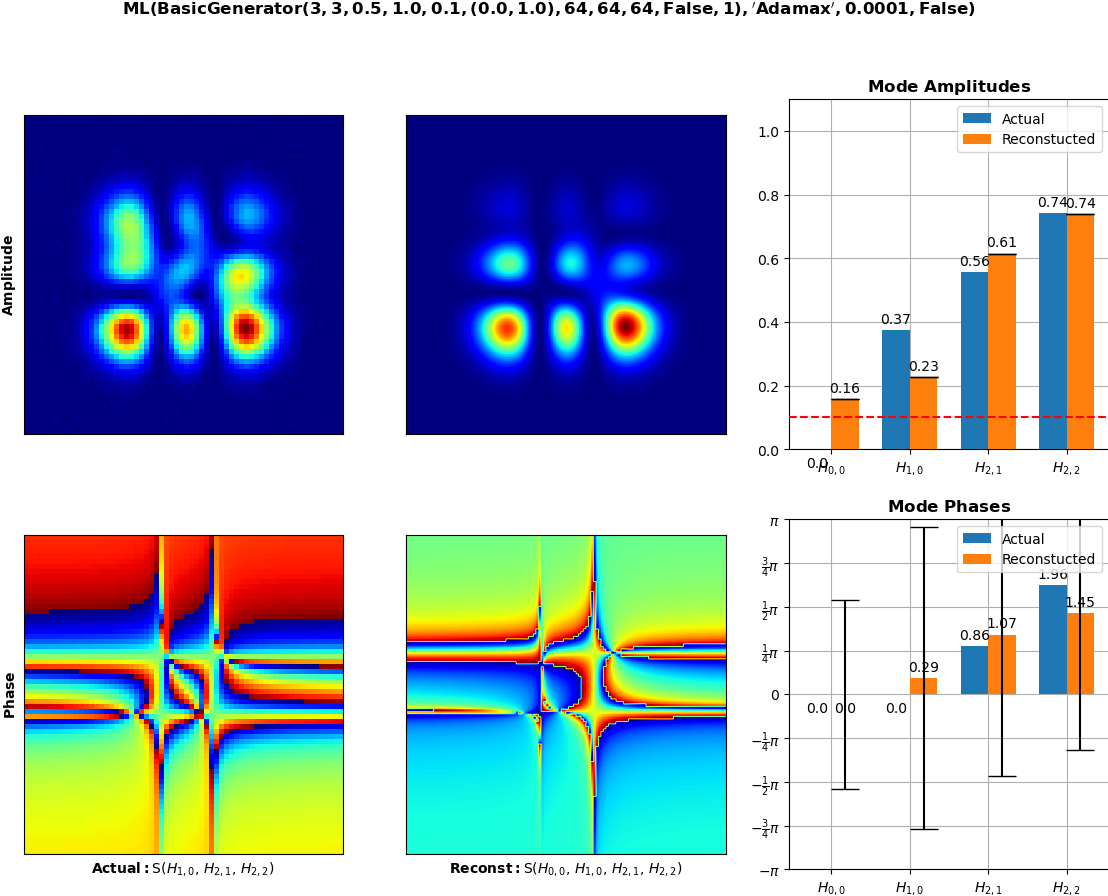 ML(BasicGenerator(3, 3, 0.5, 1.0, 0.1, (0.0, 1.0), 64, 64, 64, False, 1), 'Adamax', 0.0001, False)
Amplitude
Mode Amplitudes
Actual
Reconstucted
1.0
0.8
0.6
0.4
0.2
0.0
0.0
0.16
0.37
0.23
0.56
0.61
0.74
0.74
H0,0
H1,0
H2,1
H2,2
Phase
Actual: S(H1,0, H2,1, H2,2)
Reconst: S(H0,0, H1,0, H2,1, H2,2)
Mode Phases
Actual
Reconstucted
π
3/4π
1/2π
1/4π
0
−1/4π
−1/2π
−3/4π
−π
0.0
0.0
0.0
0.29
0.86
1.07
1.96
1.45
H0,0
H1,0
H2,1
H2,2